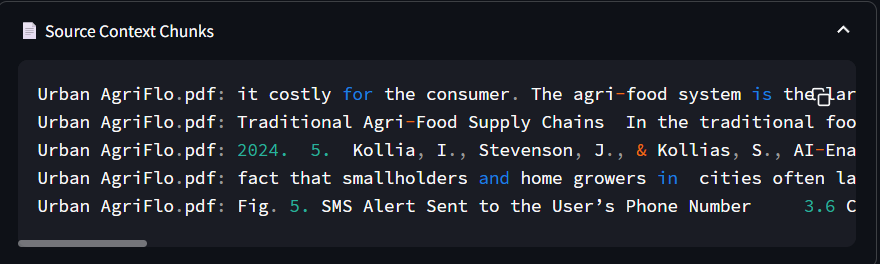 Source Context Chunks
Urban AgriFlo.pdf: it costly for the consumer. The agri-food system is the lar
Urban AgriFlo.pdf: Traditional Agri-Food Supply Chains  In the traditional foo
Urban AgriFlo.pdf: 2024.  5.  Kollia, I., Stevenson, J., & Kollias, S., AI-Ena
Urban AgriFlo.pdf: fact that smallholders and home growers in  cities often la
Urban AgriFlo.pdf: Fig. 5. SMS Alert Sent to the User’s Phone Number     3.6 C